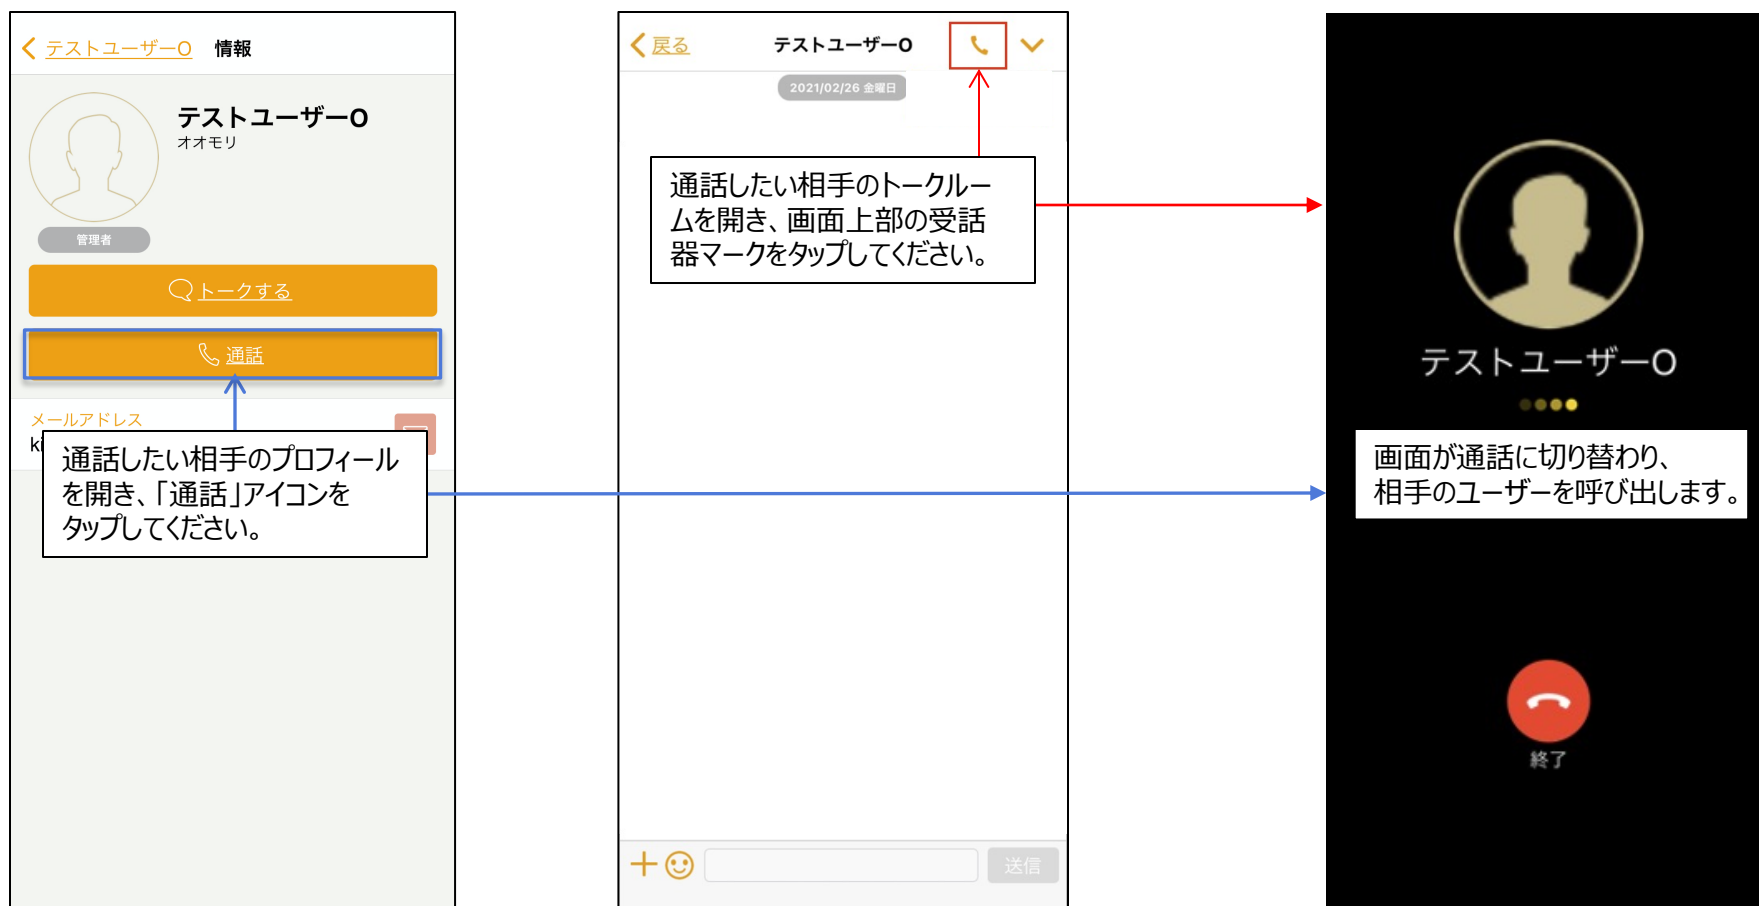 テストユーザーO 情報
テストユーザーO
オオモリ
管理者
トークする
通話
メールアドレス
通話したい相手のプロフィール
を開き、「通話」アイコンを
タップしてください。
戻る テストユーザーO
2021/02/26 金曜日
通話したい相手のトークルー
ムを開き、画面上部の受話
器マークをタップしてください。
送信
テストユーザーO
画面が通話に切り替わり、
相手のユーザーを呼び出します。
終了